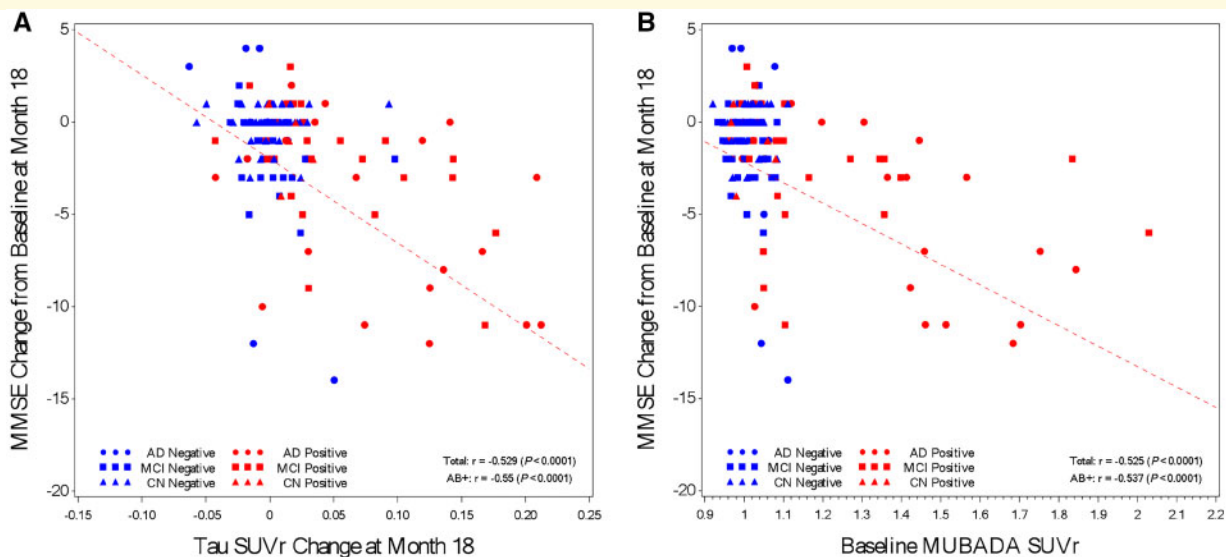 A
MMSE Change from Baseline at Month 18
5
0
-5
-10
-15
-20
AD Negative AD Positive
MCI Negative MCI Positive
CN Negative CN Positive
Total: r = -0.529 (P<0.0001)
AB+: r = -0.55 (P<0.0001)
-0.15 -0.10 -0.05 0 0.05 0.10 0.15 0.20 0.25
Tau SUVr Change at Month 18
B
MMSE Change from Baseline at Month 18
5
0
-5
-10
-15
-20
AD Negative AD Positive
MCI Negative MCI Positive
CN Negative CN Positive
Total: r = -0.525 (P<0.0001)
AB+: r = -0.537 (P<0.0001)
0.9 1.0 1.1 1.2 1.3 1.4 1.5 1.6 1.7 1.8 1.9 2.0 2.1 2.2
Baseline MUBADA SUVr